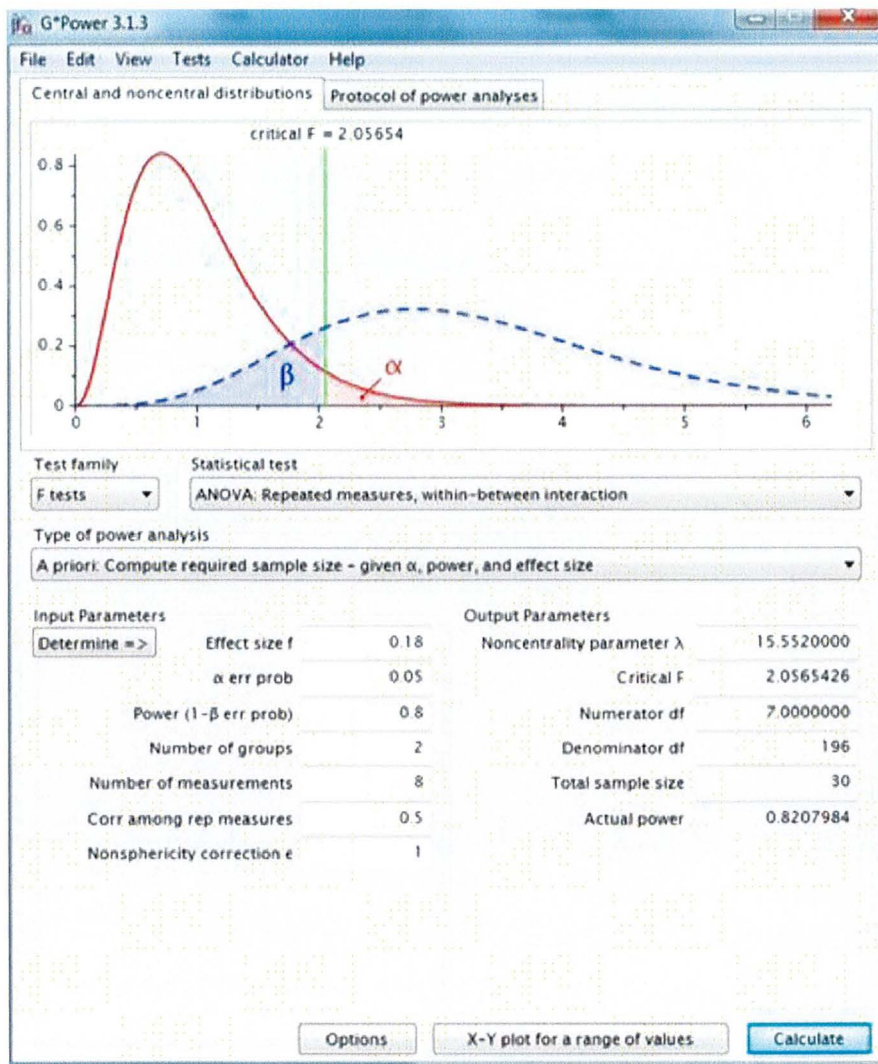 βα G*Power 3.1.3
File Edit View Tests Calculator Help
Central and noncentral distributions Protocol of power analyses
critical F = 2.05654
0.8
0.6
0.4
0.2
0
β
α
0 1 2 3 4 5 6
Test family Statistical test
F tests ANOVA: Repeated measures, within-between interaction
Type of power analysis
A priori: Compute required sample size - given α, power, and effect size
Input Parameters Output Parameters
Determine => Effect size f 0.18 Noncentrality parameter λ 15.5520000
α err prob 0.05 Critical F 2.0565426
Power (1-β err prob) 0.8 Numerator df 7.0000000
Number of groups 2 Denominator df 196
Number of measurements 8 Total sample size 30
Corr among rep measures 0.5 Actual power 0.8207984
Nonsphericity correction ϵ 1
Options X-Y plot for a range of values Calculate